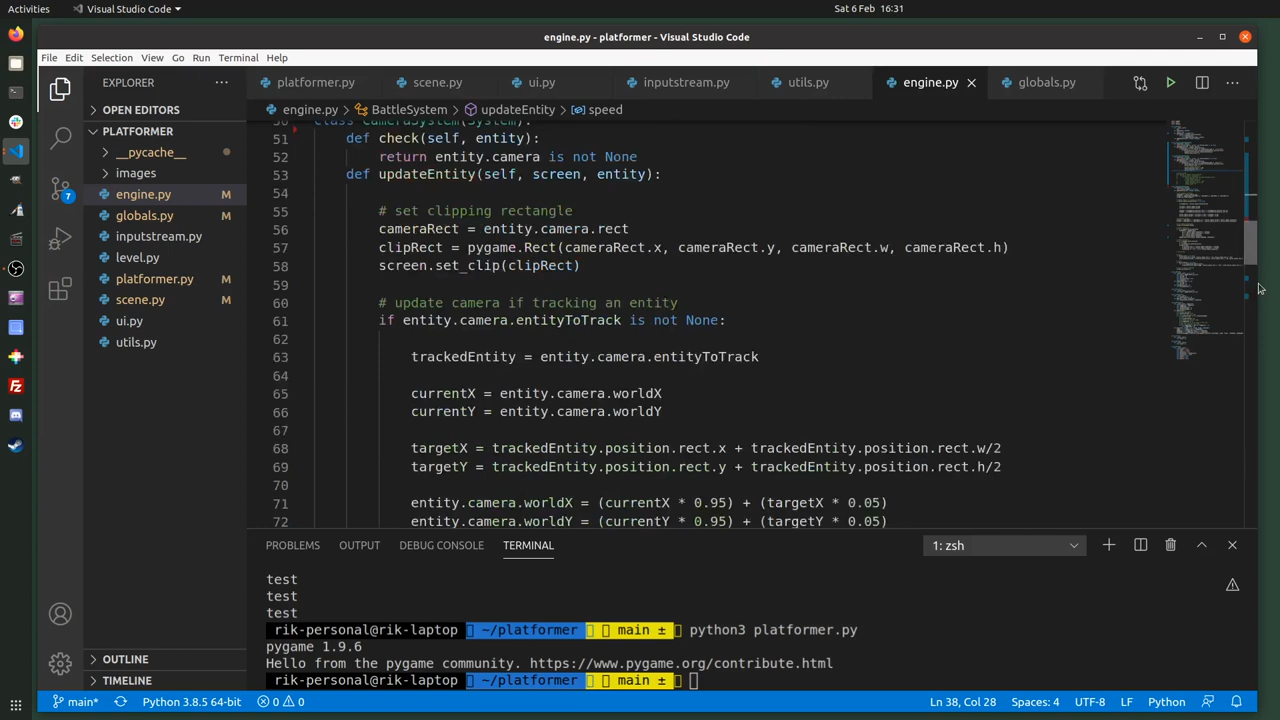 Activities
Visual Studio Code
Sat 6 Feb 16:31
engine.py - platformer - Visual Studio Code
File Edit Selection View Go Run Terminal Help
EXPLORER
platformer.py
scene.py
ui.py
inputstream.py
utils.py
engine.py
globals.py
OPEN EDITORS
engine.py > BattleSystem > updateEntity > speed
PLATFORMER
__pycache__
images
engine.py M
globals.py M
inputstream.py
level.py
platformer.py M
scene.py M
ui.py
utils.py
OUTLINE
TIMELINE
7
50 class CameraSystem(System):
51 def check(self, entity):
52 return entity.camera is not None
53 def updateEntity(self, screen, entity):
54
55 # set clipping rectangle
56 cameraRect = entity.camera.rect
57 clipRect = pygame.Rect(cameraRect.x, cameraRect.y, cameraRect.w, cameraRect.h)
58 screen.set_clip(clipRect)
59
60 # update camera if tracking an entity
61 if entity.camera.entityToTrack is not None:
62
63 trackedEntity = entity.camera.entityToTrack
64
65 currentX = entity.camera.worldX
66 currentY = entity.camera.worldY
67
68 targetX = trackedEntity.position.rect.x + trackedEntity.position.rect.w/2
69 targetY = trackedEntity.position.rect.y + trackedEntity.position.rect.h/2
70
71 entity.camera.worldX = (currentX * 0.95) + (targetX * 0.05)
72 entity.camera.worldY = (currentY * 0.95) + (targetY * 0.05)
PROBLEMS OUTPUT DEBUG CONSOLE TERMINAL
1: zsh
test
test
test
rik-personal@rik-laptop ~/platformer main ± python3 platformer.py
pygame 1.9.6
Hello from the pygame community. https://www.pygame.org/contribute.html
rik-personal@rik-laptop ~/platformer main ±
main* Python 3.8.5 64-bit 0 0 Ln 38, Col 28 Spaces: 4 UTF-8 LF Python